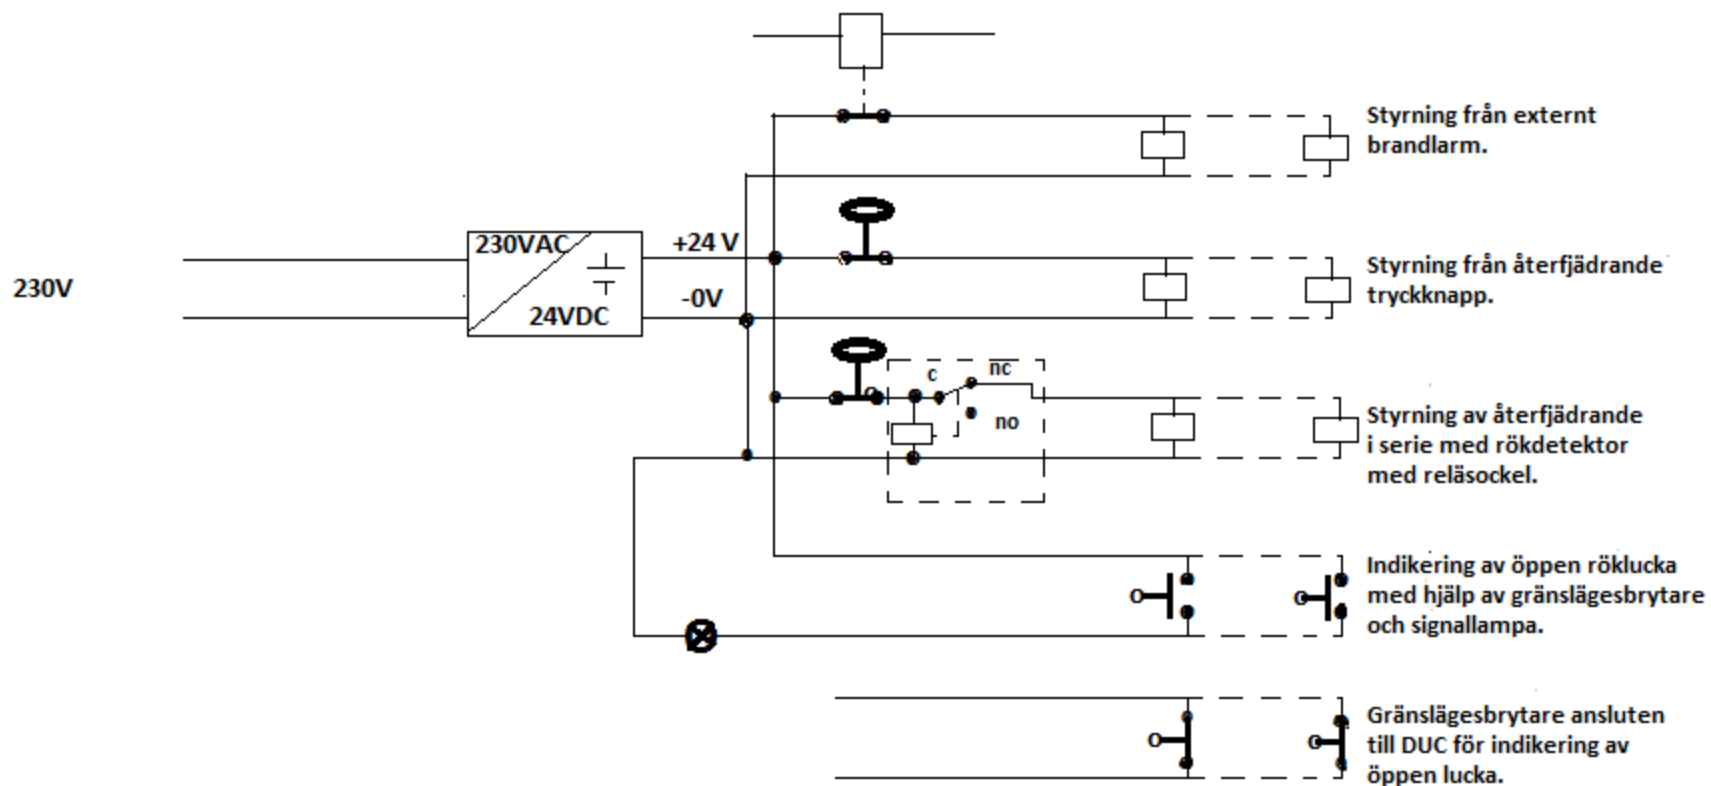 Styrning från externt
brandlarm.
230VAC
+24 V
Styrning från återfjädrande
tryckknapp.
230V
-0V
24VDC
c
nc
no
Styrning av återfjädrande
i serie med rökdetektor
med reläsockel.
Indikering av öppen röklucka
med hjälp av gränslägesbrytare
och signallampa.
Gränslägesbrytare ansluten
till DUC för indikering av
öppen lucka.